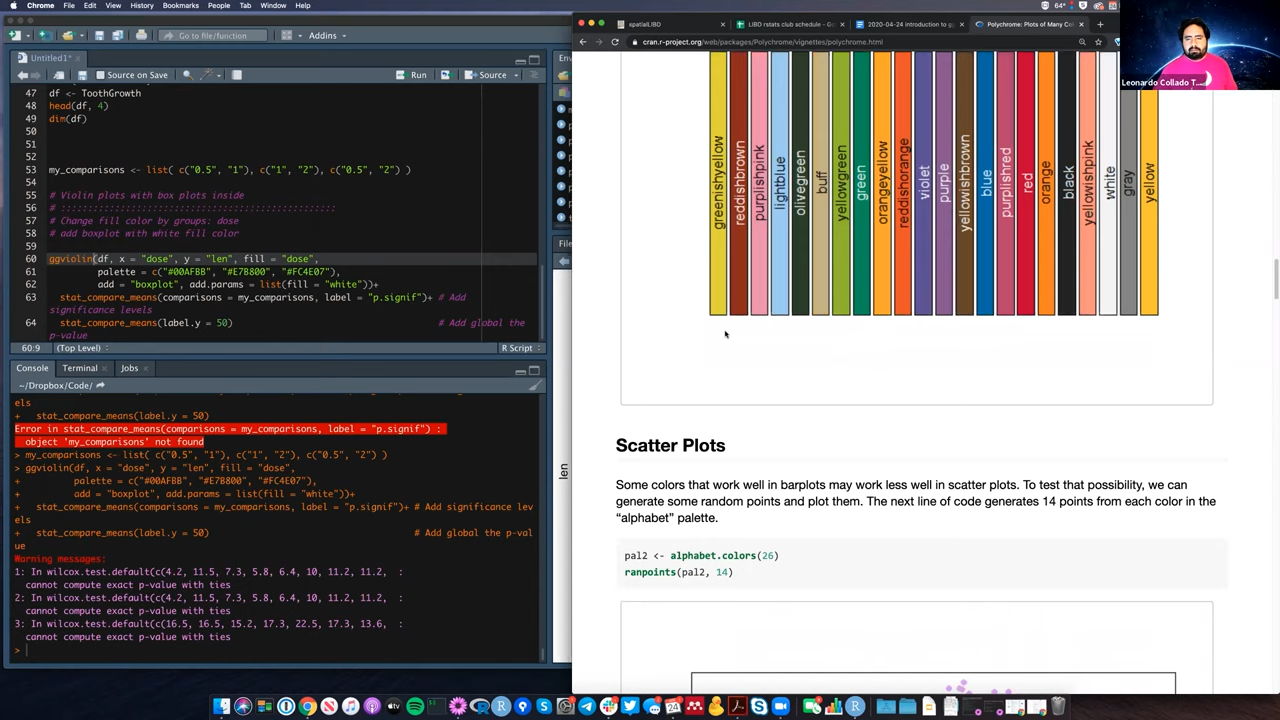 Chrome File Edit View History Bookmarks People Tab Window Help
64°
Go to file/function
Addins
Untitled1*
Source on Save
Run
Source
47 df <- ToothGrowth
48 head(df, 4)
49 dim(df)
50
51
52
53 my_comparisons <- list( c("0.5", "1"), c("1", "2"), c("0.5", "2") )
54
55 # Violin plots with box plots inside
56 # :::::::::::::::::::::::::::::::::::::::::::::::::
57 # Change fill color by groups: dose
58 # add boxplot with white fill color
59
60 ggviolin(df, x = "dose", y = "len", fill = "dose",
61 palette = c("#00AFBB", "#E7B800", "#FC4E07"),
62 add = "boxplot", add.params = list(fill = "white"))+
63 stat_compare_means(comparisons = my_comparisons, label = "p.signif")+ # Add
significance levels
64 stat_compare_means(label.y = 50) # Add global the
p-value
60:9 (Top Level) R Script
Console Terminal Jobs
~/Dropbox/Code/
els
+ stat_compare_means(label.y = 50)
Error in stat_compare_means(comparisons = my_comparisons, label = "p.signif") :
object 'my_comparisons' not found
> my_comparisons <- list( c("0.5", "1"), c("1", "2"), c("0.5", "2") )
> ggviolin(df, x = "dose", y = "len", fill = "dose",
+ palette = c("#00AFBB", "#E7B800", "#FC4E07"),
+ add = "boxplot", add.params = list(fill = "white"))+
+ stat_compare_means(comparisons = my_comparisons, label = "p.signif")+ # Add significance lev
els
+ stat_compare_means(label.y = 50) # Add global the p-val
ue
Warning messages:
1: In wilcox.test.default(c(4.2, 11.5, 7.3, 5.8, 6.4, 10, 11.2, 11.2, :
cannot compute exact p-value with ties
2: In wilcox.test.default(c(4.2, 11.5, 7.3, 5.8, 6.4, 10, 11.2, 11.2, :
cannot compute exact p-value with ties
3: In wilcox.test.default(c(16.5, 16.5, 15.2, 17.3, 22.5, 17.3, 13.6, :
cannot compute exact p-value with ties
>
Env
File
len
spatialLIBD
LIBD rstats club schedule - Go
2020-04-24 introduction to g
Polychrome: Plots of Many Co
cran.r-project.org/web/packages/Polychrome/vignettes/polychrome.html
Leonardo Collado T...
greenishyellow
reddishbrown
purplishpink
lightblue
olivegreen
buff
yellowgreen
green
orangeyellow
reddishorange
violet
purple
yellowishbrown
blue
purplishred
red
orange
black
yellowishpink
white
gray
yellow
Scatter Plots
Some colors that work well in barplots may work less well in scatter plots. To test that possibility, we can
generate some random points and plot them. The next line of code generates 14 points from each color in the
“alphabet” palette.
pal2 <- alphabet.colors(26)
ranpoints(pal2, 14)